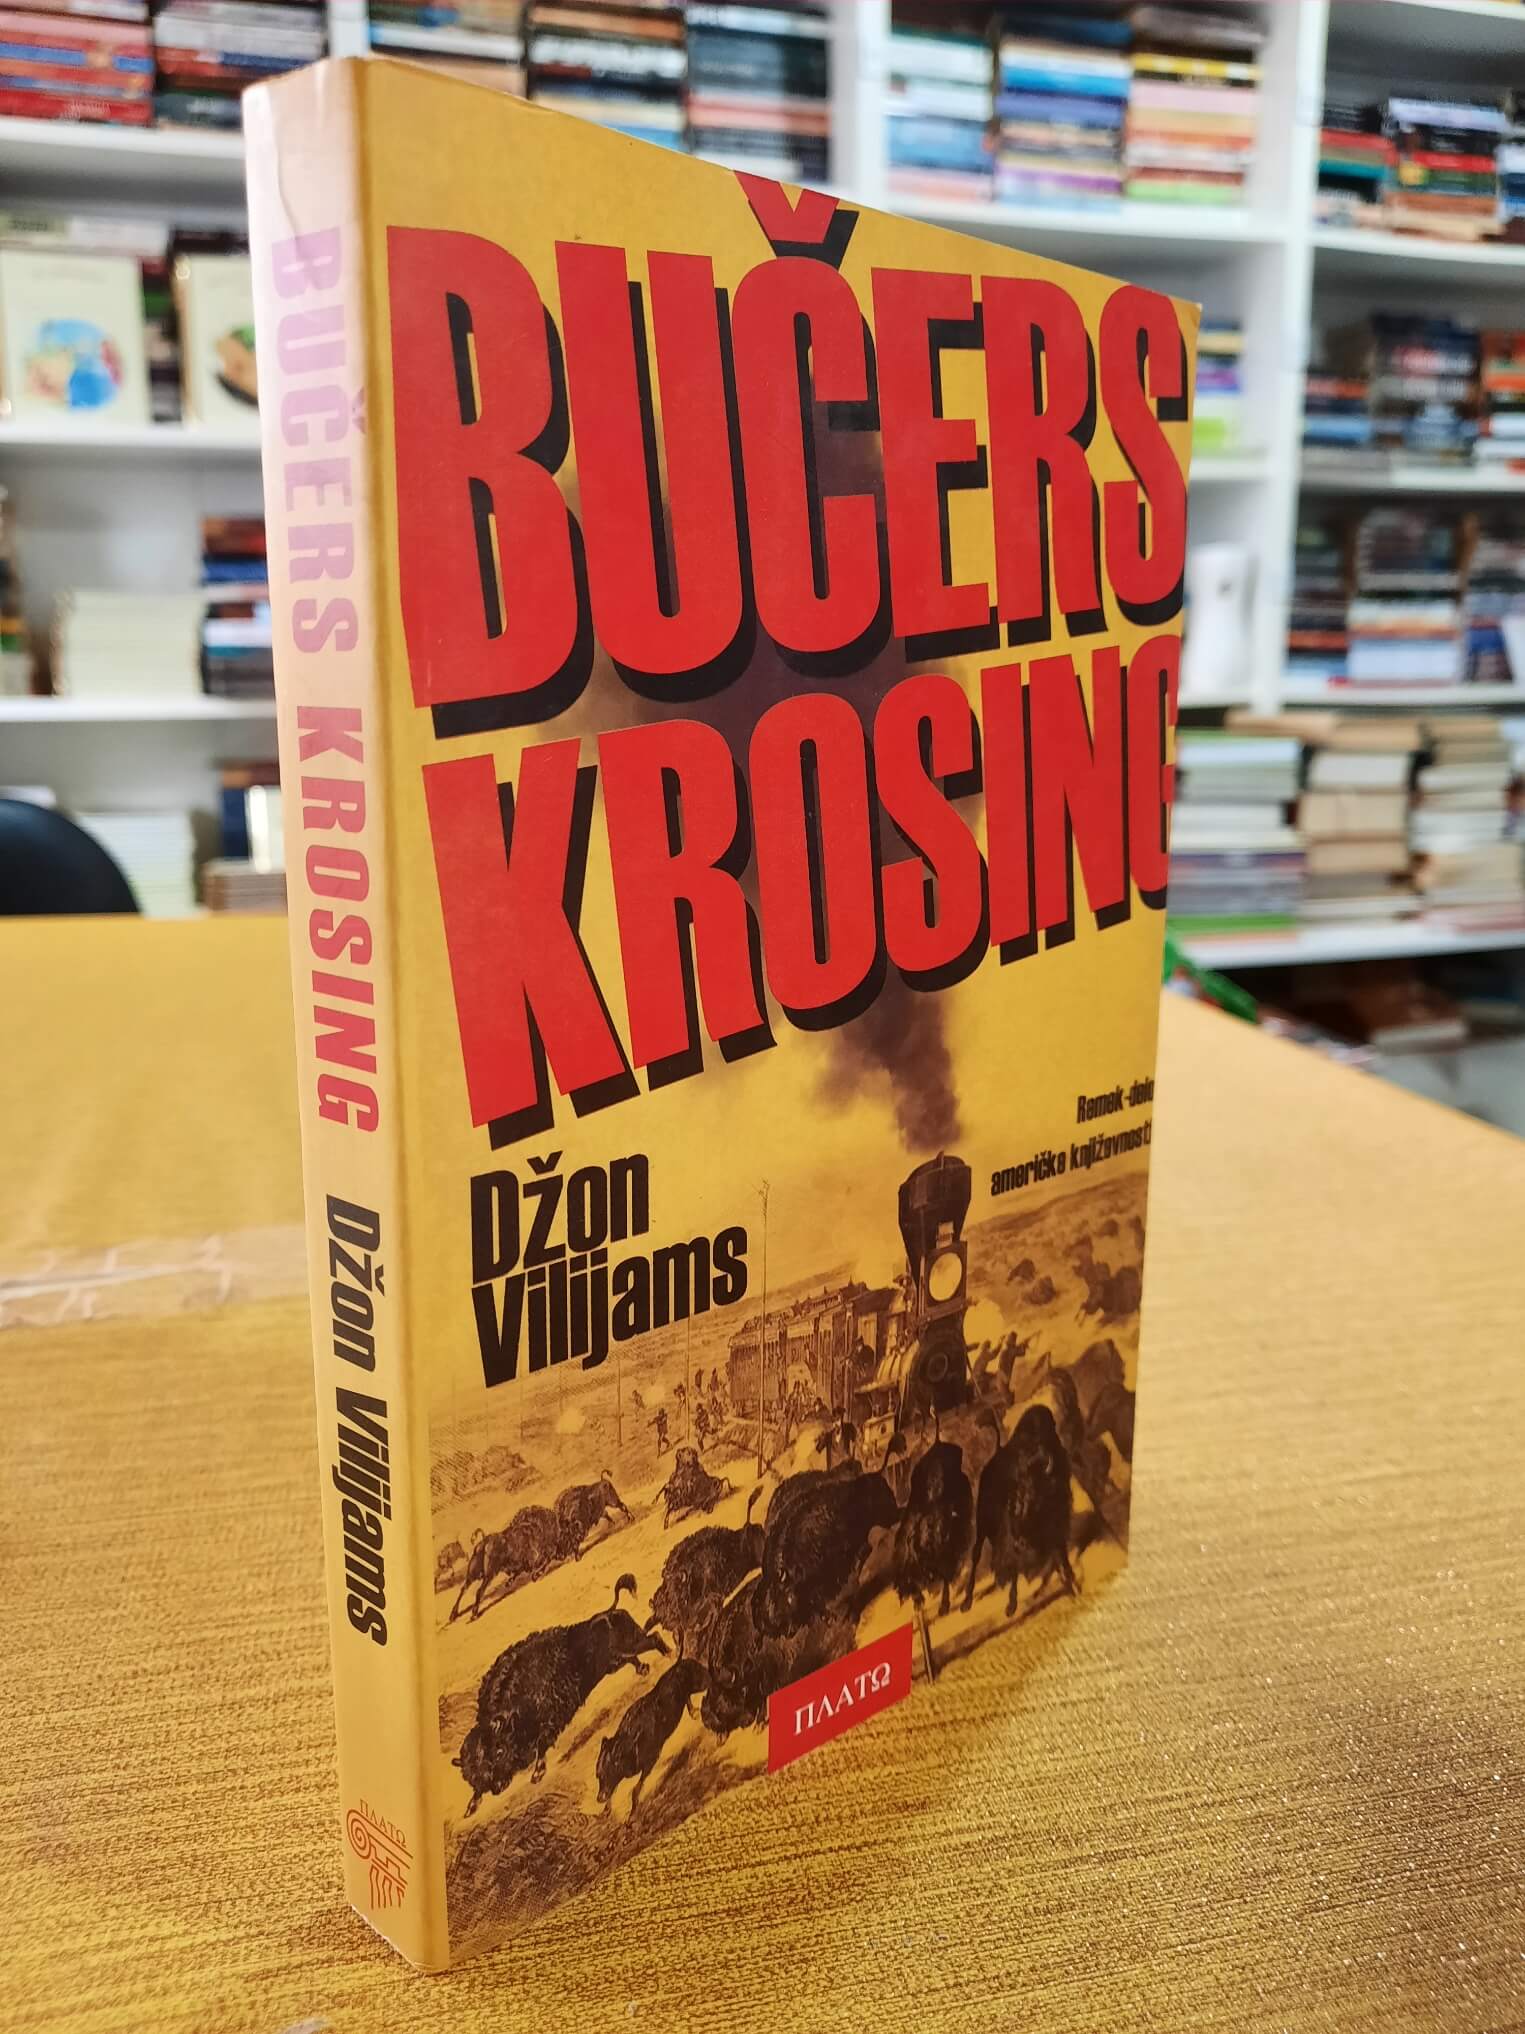 BUČERS KROSING Džon Vilijams
ΠΛΑΤΩ
BUČERS
KROSING
Džon
Vilijams
Remek-delo
američke književnosti
ΠΛΑΤΩ